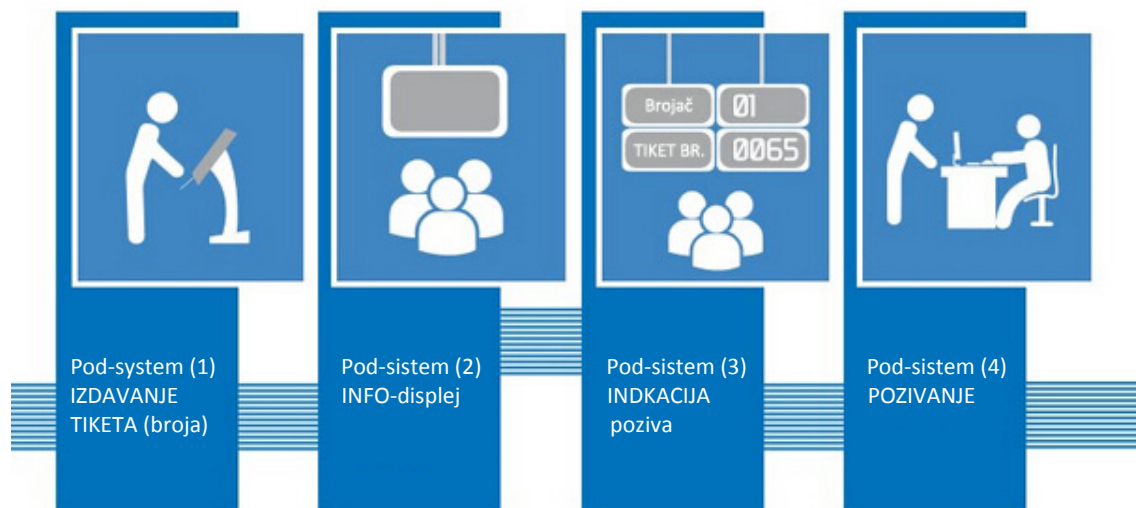 Brojač 01
TIKET BR. 0065
Pod-system (1)
IZDAVANJE
TIKETA (broja)
Pod-sistem (2)
INFO-displej
Pod-sistem (3)
INDKACIJA
poziva
Pod-sistem (4)
POZIVANJE